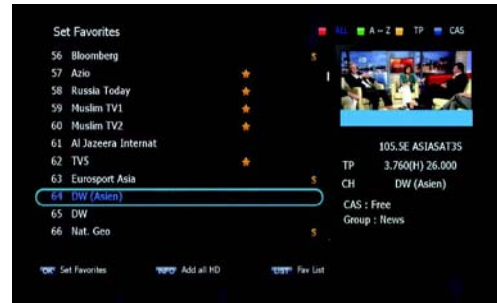 Set Favorites
ALL A -- Z TP CAS
56 Bloomberg $
57 Azio
58 Russia Today
59 Muslim TV1
60 Muslim TV2
61 Al Jazeera Internat
62 TV5
63 Eurosport Asia $
64 DW (Asien)
65 DW
66 Nat. Geo $
105.5E ASIASAT3S
TP 3.760(H) 26.000
CH DW (Asien)
CAS : Free
Group : News
OK Set Favorites INFO Add all HD LIST Fav List